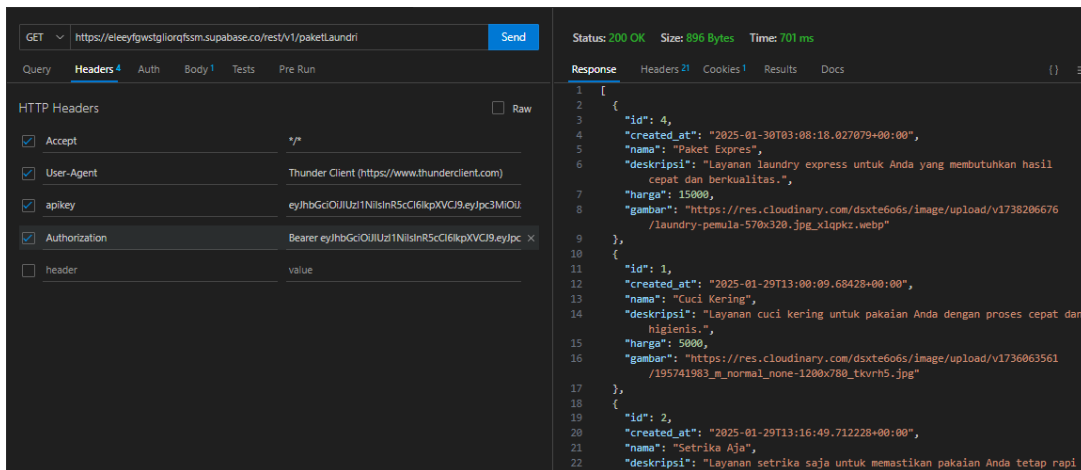 GET https://eleeyfgwstgliorqfssm.supabase.co/rest/v1/paketLaundri Send
Query Headers 4 Auth Body 1 Tests Pre Run
HTTP Headers Raw
Accept */*
User-Agent Thunder Client (https://www.thunderclient.com)
apikey eyJhbGciOiJIUzI1NiIsInR5cCI6IkpXVCJ9.eyJpc3MiOiJ
Authorization Bearer eyJhbGciOiJIUzI1NiIsInR5cCI6IkpXVCJ9.eyJpc
header value
Status: 200 OK Size: 896 Bytes Time: 701 ms
Response Headers 21 Cookies 1 Results Docs { }
1 [
2 {
3 "id": 4,
4 "created_at": "2025-01-30T03:08:18.027079+00:00",
5 "nama": "Paket Expres",
6 "deskripsi": "Layanan laundry express untuk Anda yang membutuhkan hasil
cepat dan berkualitas.",
7 "harga": 15000,
8 "gambar": "https://res.cloudinary.com/dsxte6o6s/image/upload/v1738206676
/laundry-pemula-570x320.jpg_xlqpkz.webp"
9 },
10 {
11 "id": 1,
12 "created_at": "2025-01-29T13:00:09.68428+00:00",
13 "nama": "Cuci Kering",
14 "deskripsi": "Layanan cuci kering untuk pakaian Anda dengan proses cepat dan
higienis.",
15 "harga": 5000,
16 "gambar": "https://res.cloudinary.com/dsxte6o6s/image/upload/v1736063561
/195741983_m_normal_none-1200x780_tkvrh5.jpg"
17 },
18 {
19 "id": 2,
20 "created_at": "2025-01-29T13:16:49.712228+00:00",
21 "nama": "Setrika Aja",
22 "deskripsi": "Layanan setrika saja untuk memastikan pakaian Anda tetap rapi